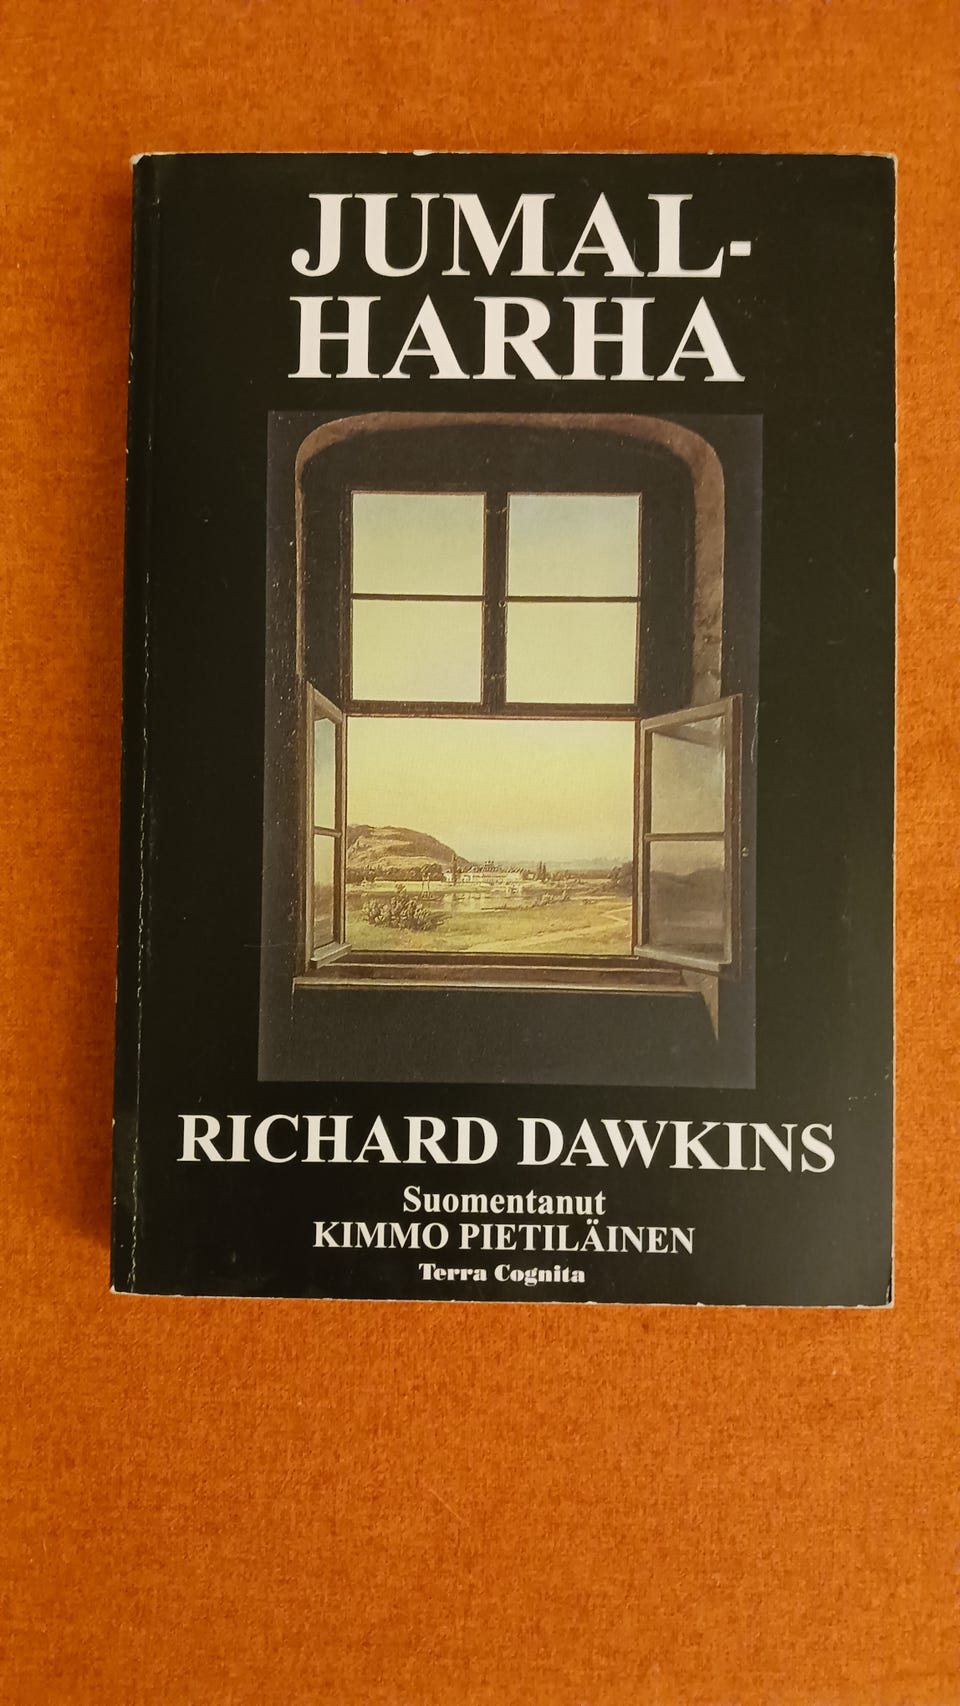 JUMAL-
HARHA
RICHARD DAWKINS
Suomentanut
KIMMO PIETILÄINEN
Terra Cognita